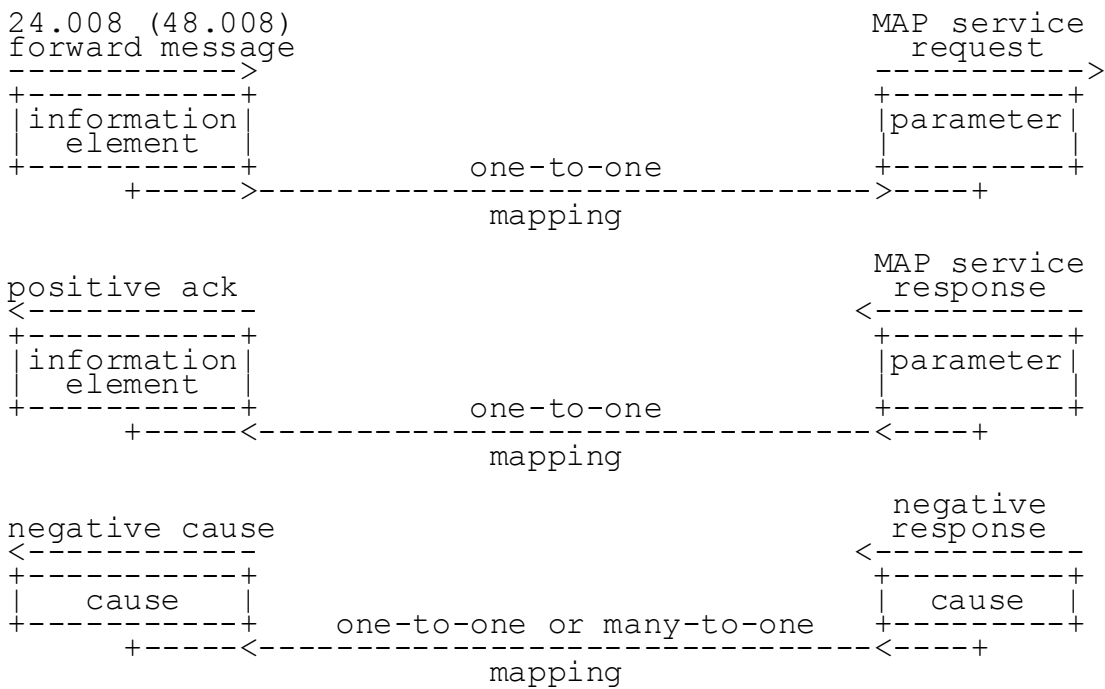 24.008 (48.008) MAP service
forward message request
------------> ----------->
+-----------+ +---------+
|information| |parameter|
| element | | |
+-----------+ one-to-one +---------+
+----->------------------------------->----+
mapping
MAP service
positive ack response
<------------ <-----------
+-----------+ +---------+
|information| |parameter|
| element | | |
+-----------+ one-to-one +---------+
+-----<-------------------------------<----+
mapping
negative
negative cause response
<------------ <-----------
+-----------+ +---------+
| cause | | cause |
+-----------+ one-to-one or many-to-one +---------+
+-----<-------------------------------<----+
mapping